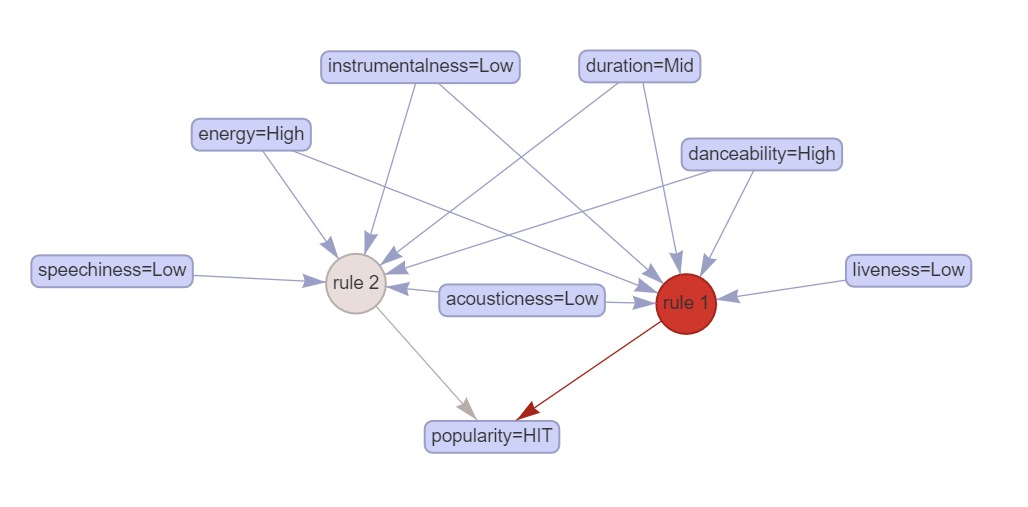 instrumentalness=Low
duration=Mid
energy=High
danceability=High
speechiness=Low
rule 2
acousticness=Low
rule 1
liveness=Low
popularity=HIT